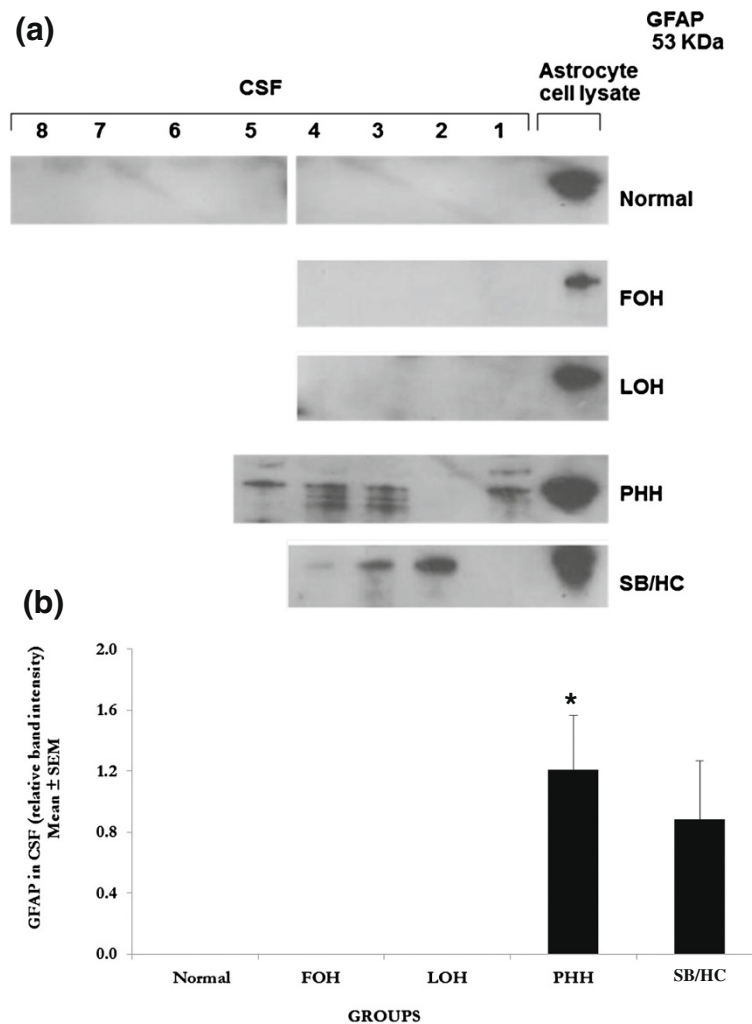 (a)
GFAP
53 KDa
CSF
Astrocyte
cell lysate
8 7 6 5 4 3 2 1
Normal
FOH
LOH
PHH
SB/HC
(b)
GFAP in CSF (relative band intensity)
Mean ± SEM
2.0
1.6
1.2
0.8
0.4
0.0
*
Normal FOH LOH PHH SB/HC
GROUPS